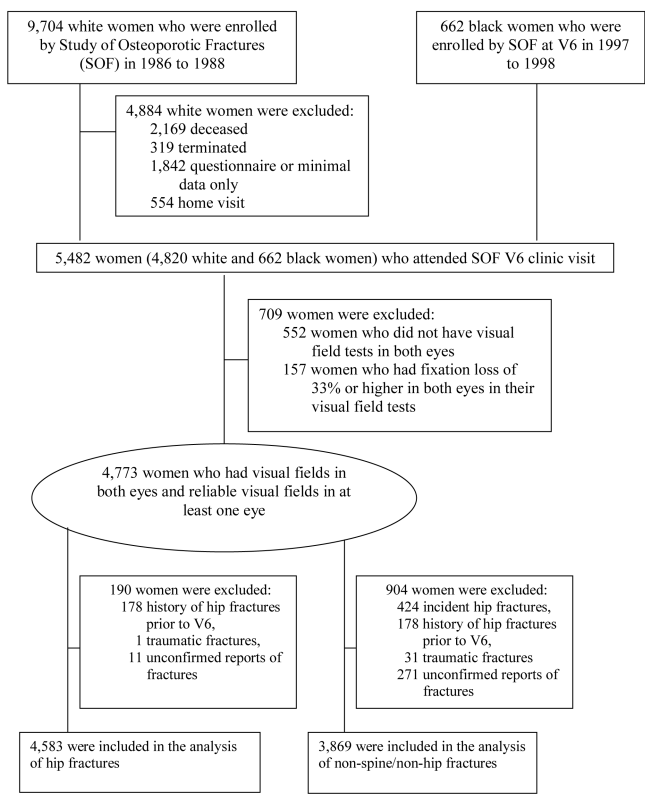 9,704 white women who were enrolled
by Study of Osteoporotic Fractures
(SOF) in 1986 to 1988
662 black women who were
enrolled by SOF at V6 in 1997
to 1998
4,884 white women were excluded:
2,169 deceased
319 terminated
1,842 questionnaire or minimal
data only
554 home visit
5,482 women (4,820 white and 662 black women) who attended SOF V6 clinic visit
709 women were excluded:
552 women who did not have visual
field tests in both eyes
157 women who had fixation loss of
33% or higher in both eyes in their
visual field tests
4,773 women who had visual fields in
both eyes and reliable visual fields in at
least one eye
190 women were excluded:
178 history of hip fractures
prior to V6,
1 traumatic fractures,
11 unconfirmed reports of
fractures
904 women were excluded:
424 incident hip fractures,
178 history of hip fractures
prior to V6,
31 traumatic fractures
271 unconfirmed reports of
fractures
4,583 were included in the analysis
of hip fractures
3,869 were included in the analysis
of non-spine/non-hip fractures